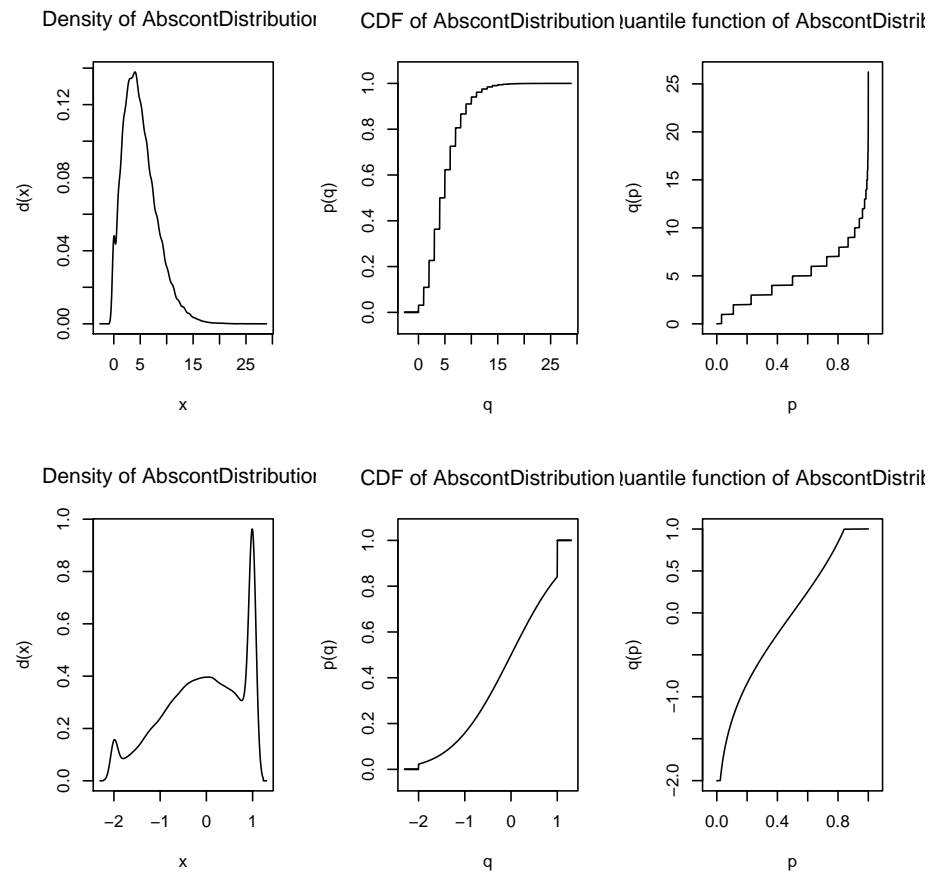 Density of AbscontDistribution
d(x)
0.00 0.04 0.08 0.12
0 5 15 25
x
CDF of AbscontDistribution
p(q)
0.0 0.2 0.4 0.6 0.8 1.0
0 5 15 25
q
uantile function of AbscontDistrib
q(p)
0 5 10 15 20 25
0.0 0.4 0.8
p
Density of AbscontDistribution
d(x)
0.0 0.2 0.4 0.6 0.8 1.0
−2 −1 0 1
x
CDF of AbscontDistribution
p(q)
0.0 0.2 0.4 0.6 0.8 1.0
−2 −1 0 1
q
uantile function of AbscontDistrib
q(p)
−2.0 −1.0 0.0 0.5 1.0
0.0 0.4 0.8
p